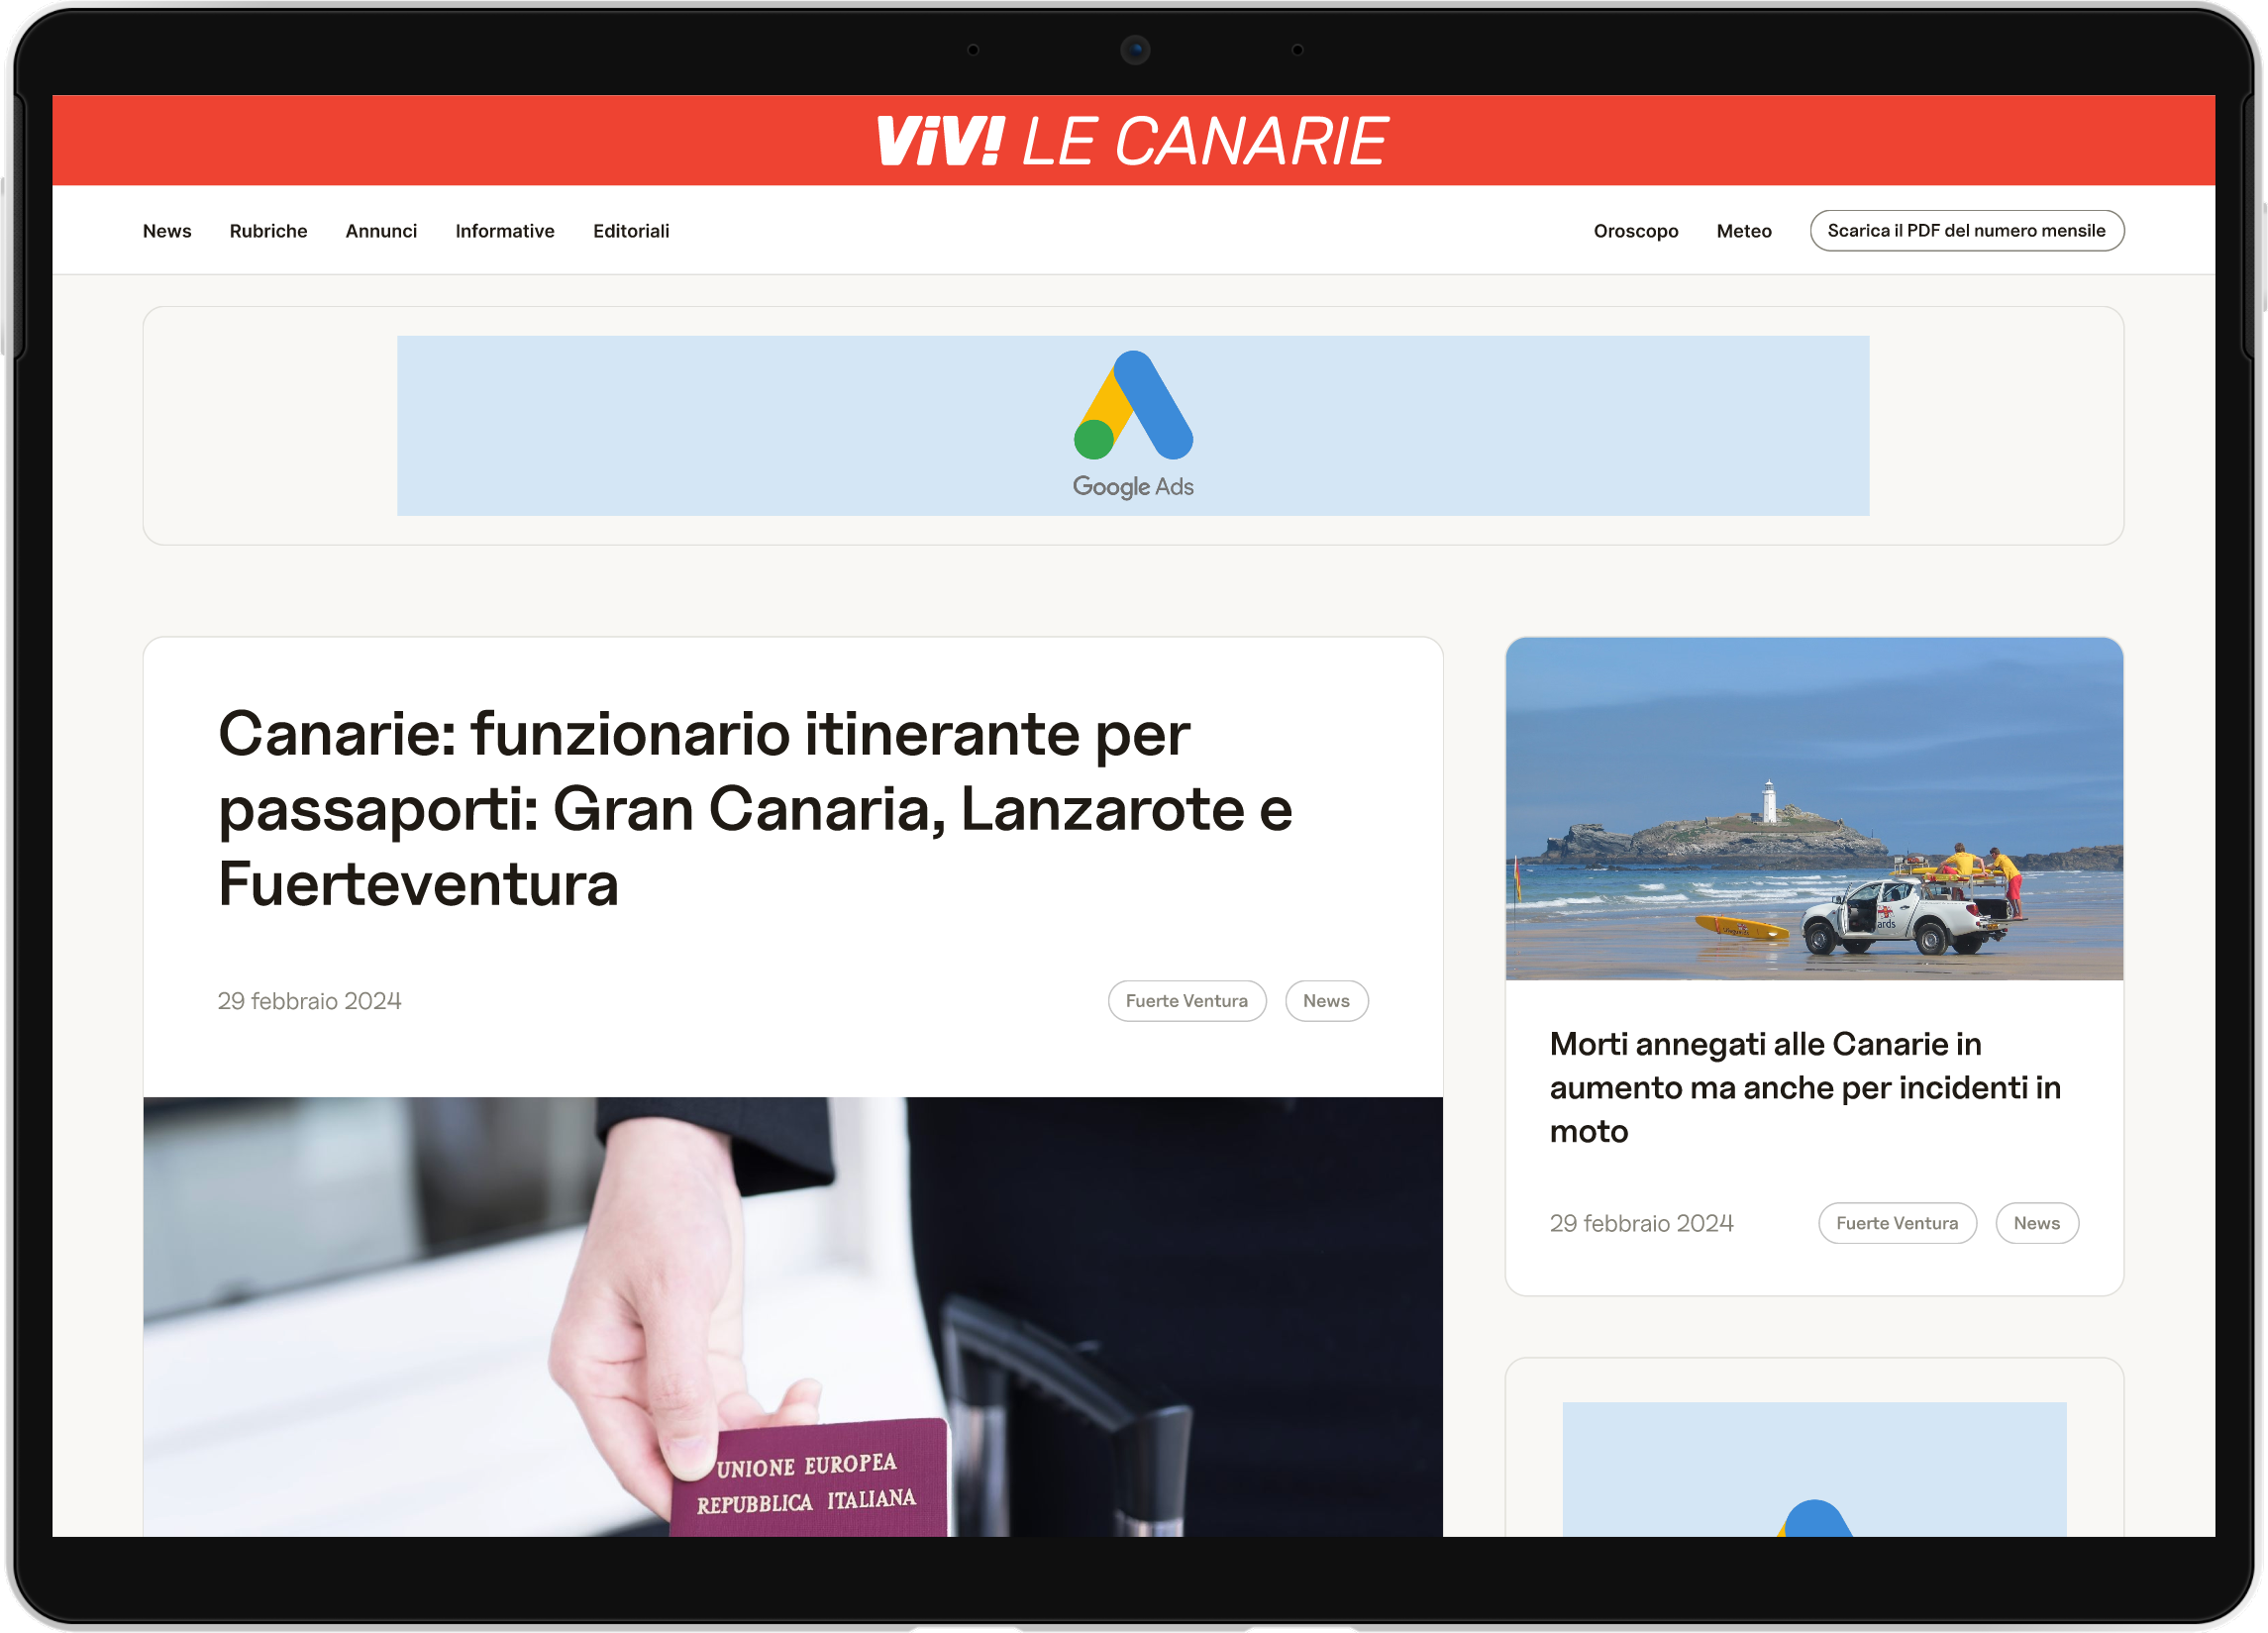 ViV! LE CANARIE
News Rubriche Annunci Informative Editoriali Oroscopo Meteo Scarica il PDF del numero mensile
Google Ads
Canarie: funzionario itinerante per
passaporti: Gran Canaria, Lanzarote e
Fuerteventura
29 febbraio 2024 Fuerte Ventura News
UNIONE EUROPEA
REPUBBLICA ITALIANA
ards
Morti annegati alle Canarie in
aumento ma anche per incidenti in
moto
29 febbraio 2024 Fuerte Ventura News